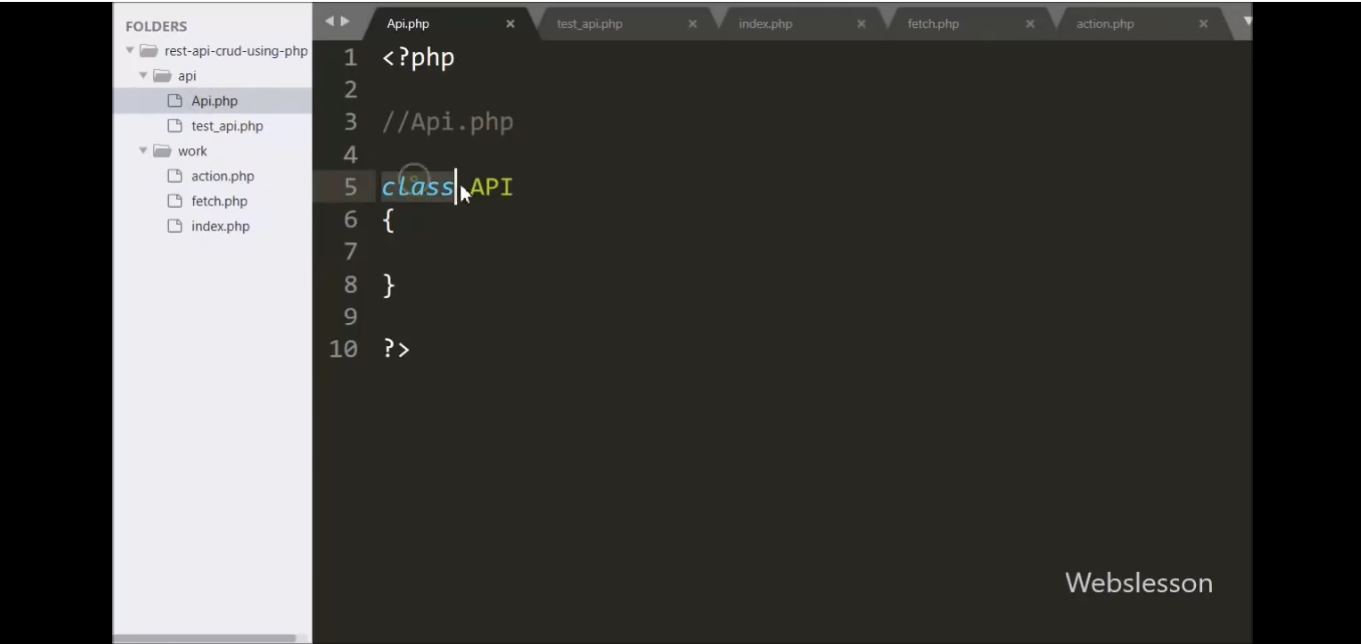 FOLDERS
rest-api-crud-using-php
api
Api.php
test_api.php
work
action.php
fetch.php
index.php
Api.php × test_api.php × index.php × fetch.php × action.php ×
1 <?php
2
3 //Api.php
4
5 class API
6 {
7
8 }
9
10 ?>
Webslesson